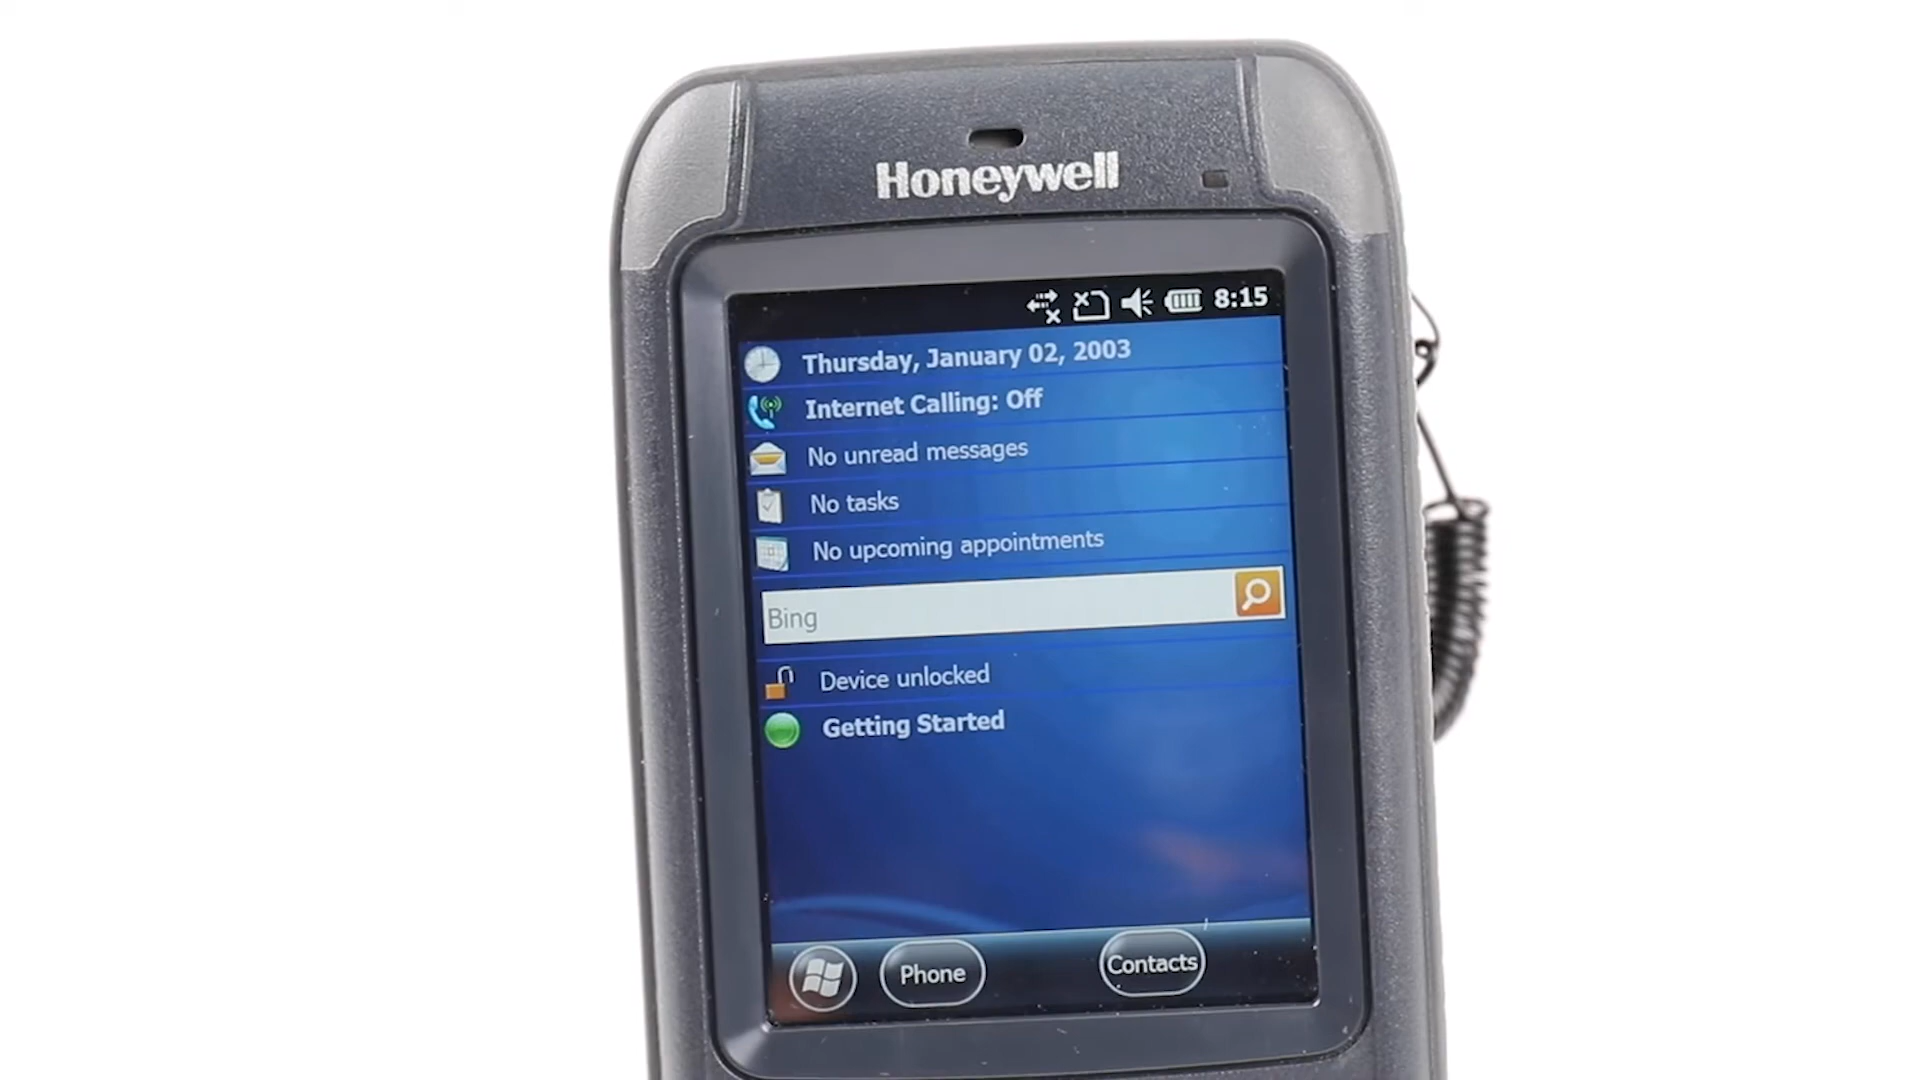 Honeywell
8:15
Thursday, January 02, 2003
Internet Calling: Off
No unread messages
No tasks
No upcoming appointments
Bing
Device unlocked
Getting Started
Phone
Contacts